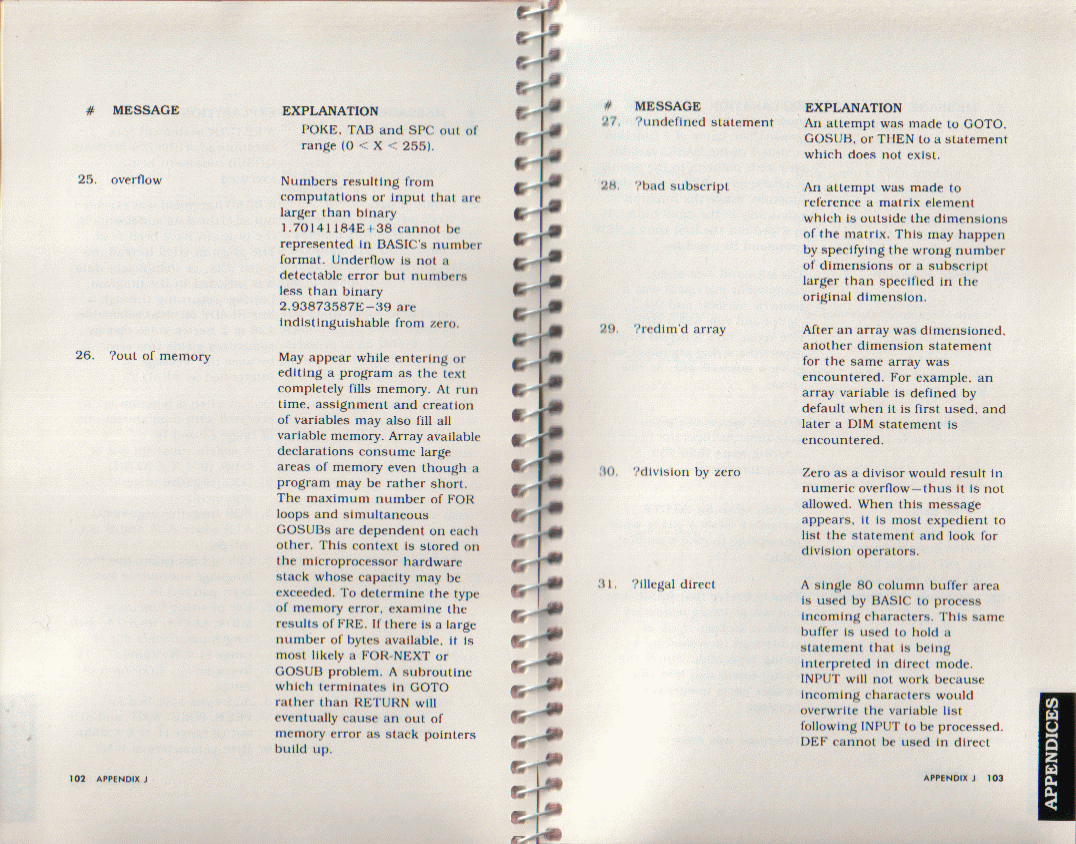 # MESSAGE EXPLANATION
POKE, TAB and SPC out of
range (0 < X < 255).
25. overflow Numbers resulting from
computations or input that are
larger than binary
1.70141184E+38 cannot be
represented in BASIC's number
format. Underflow is not a
detectable error but numbers
less than binary
2.93873587E−39 are
indistinguishable from zero.
26. ?out of memory May appear while entering or
editing a program as the text
completely fills memory. At run
time, assignment and creation
of variables may also fill all
variable memory. Array available
declarations consume large
areas of memory even though a
program may be rather short.
The maximum number of FOR
loops and simultaneous
GOSUBs are dependent on each
other. This context is stored on
the microprocessor hardware
stack whose capacity may be
exceeded. To determine the type
of memory error, examine the
results of FRE. If there is a large
number of bytes available, it is
most likely a FOR-NEXT or
GOSUB problem. A subroutine
which terminates in GOTO
rather than RETURN will
eventually cause an out of
memory error as stack pointers
build up.
102 APPENDIX J
# MESSAGE EXPLANATION
27. ?undefined statement An attempt was made to GOTO,
GOSUB, or THEN to a statement
which does not exist.
28. ?bad subscript An attempt was made to
reference a matrix element
which is outside the dimensions
of the matrix. This may happen
by specifying the wrong number
of dimensions or a subscript
larger than specified in the
original dimension.
29. ?redim'd array After an array was dimensioned,
another dimension statement
for the same array was
encountered. For example, an
array variable is defined by
default when it is first used, and
later a DIM statement is
encountered.
30. ?division by zero Zero as a divisor would result in
numeric overflow—thus it is not
allowed. When this message
appears, it is most expedient to
list the statement and look for
division operators.
31. ?illegal direct A single 80 column buffer area
is used by BASIC to process
incoming characters. This same
buffer is used to hold a
statement that is being
interpreted in direct mode.
INPUT will not work because
incoming characters would
overwrite the variable list
following INPUT to be processed.
DEF cannot be used in direct
APPENDIX J 103
APPENDICES